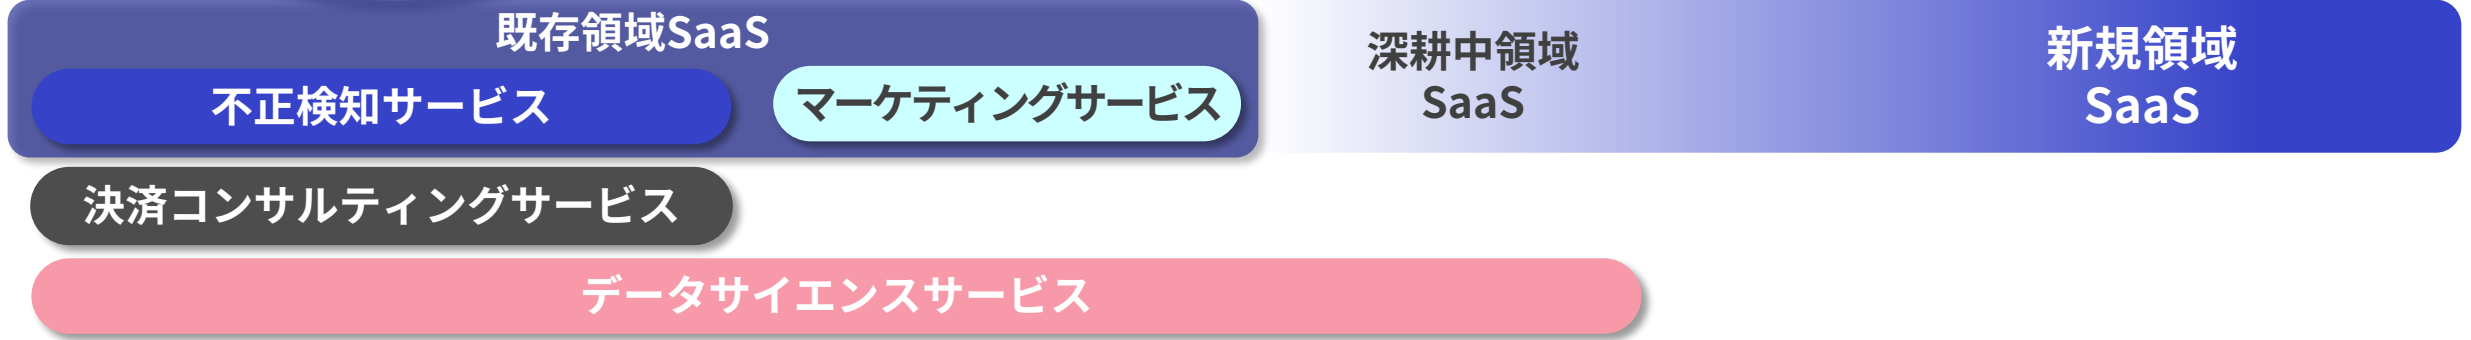 既存領域SaaS
不正検知サービス
マーケティングサービス
深耕中領域
SaaS
新規領域
SaaS
決済コンサルティングサービス
データサイエンスサービス